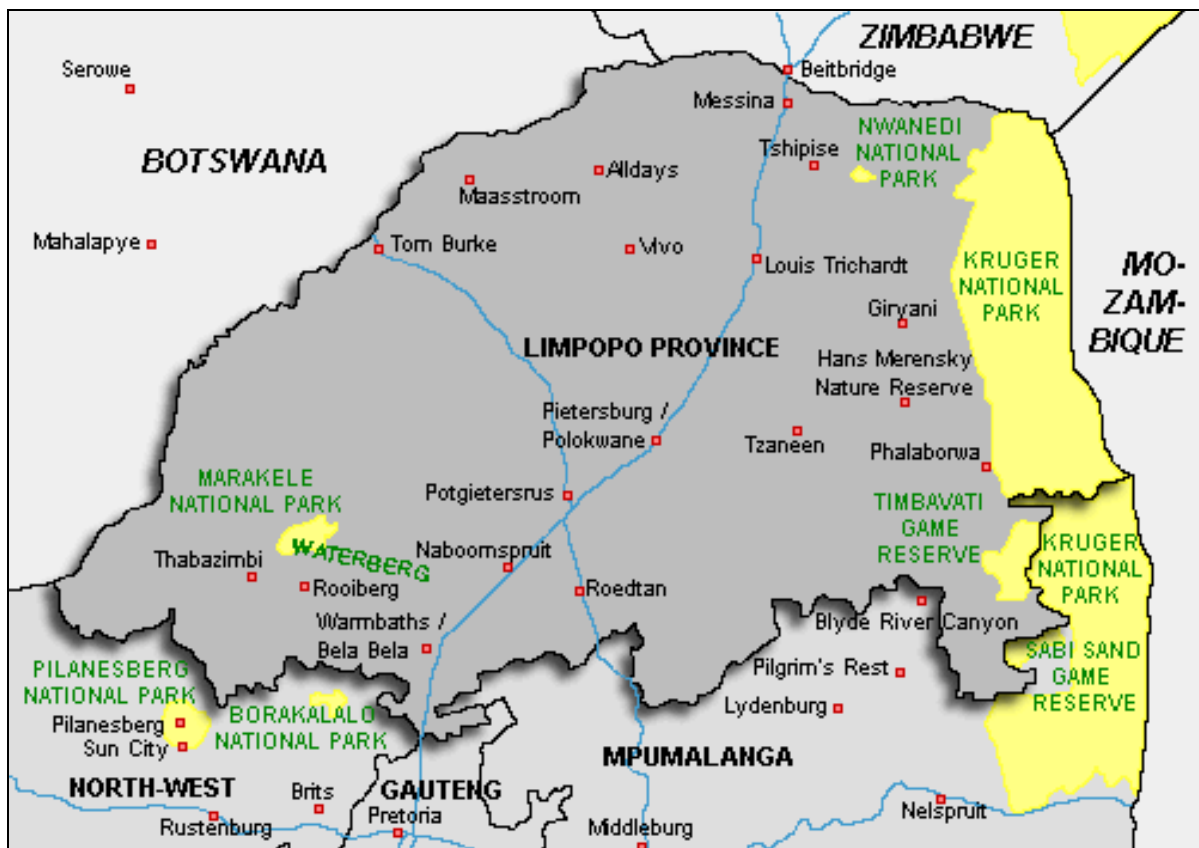 ZIMBABWE
Serowe
Beitbridge
Messina
BOTSWANA
NWANEDI
NATIONAL
PARK
Tshipise
Alldays
Maasstroom
Mahalapye
Tom Burke
Vivo
Louis Trichardt
KRUGER
NATIONAL
PARK
MO-
ZAM-
BIQUE
Giryani
LIMPOPO PROVINCE
Hans Merensky
Nature Reserve
Pietersburg /
Polokwane
Tzaneen
Phalaborwa
MARAKELE
NATIONAL PARK
Potgietersrus
TIMBAVATI
GAME
RESERVE
WATERBERG
Thabazimbi
Naboomspruit
KRUGER
NATIONAL
PARK
Rooiberg
Roedtan
Warmbaths /
Bela Bela
Blyde River Canyon
PILANESBERG
NATIONAL PARK
Pilgrim's Rest
SABI SAND
GAME
RESERVE
Pilanesberg
Sun City
BORAKALALO
NATIONAL PARK
Lydenburg
MPUMALANGA
NORTH-WEST
Brits
GAUTENG
Nelspruit
Rustenburg
Pretoria
Middleburg